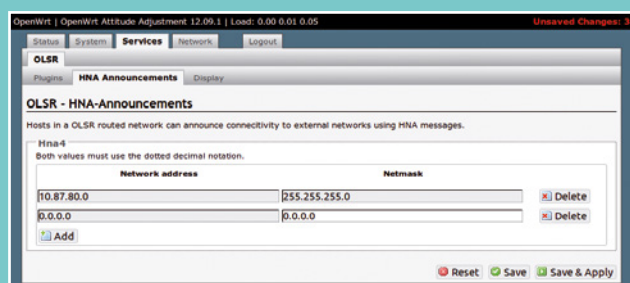 OpenWrt | OpenWrt Attitude Adjustment 12.09.1 | Load: 0.00 0.01 0.05 Unsaved Changes: 3
Status System Services Network Logout
OLSR
Plugins HNA Announcements Display
OLSR - HNA-Announcements
Hosts in a OLSR routed network can announce connecitivity to external networks using HNA messages.
Hna4
Both values must use the dotted decimal notation.
Network address Netmask
10.87.80.0 255.255.255.0 Delete
0.0.0.0 0.0.0.0 Delete
Add
Reset Save Save & Apply